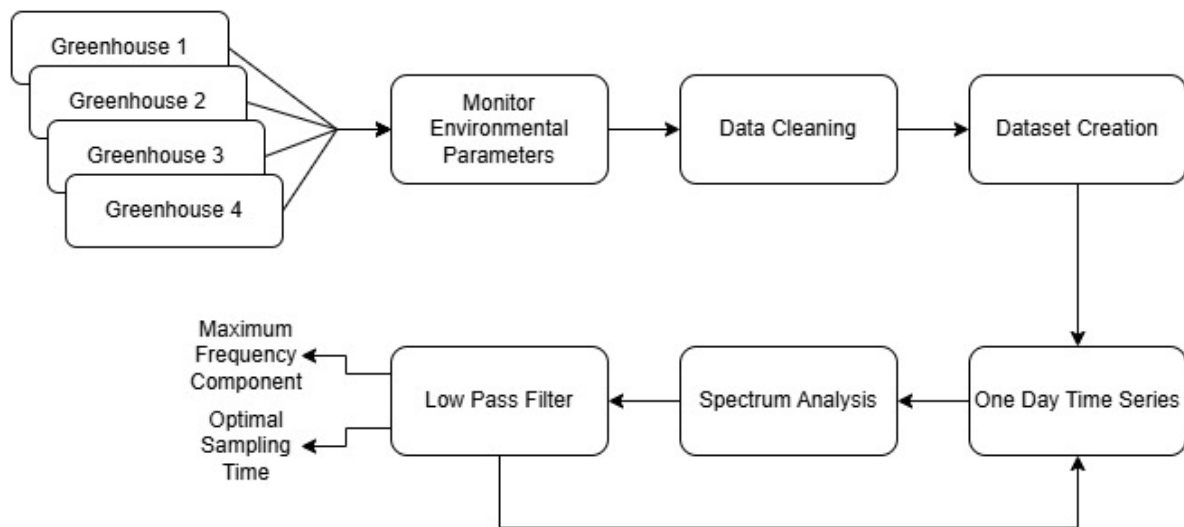 Greenhouse 1
Greenhouse 2
Greenhouse 3
Greenhouse 4
Monitor
Environmental
Parameters
Data Cleaning
Dataset Creation
Maximum
Frequency
Component
Optimal
Sampling
Time
Low Pass Filter
Spectrum Analysis
One Day Time Series